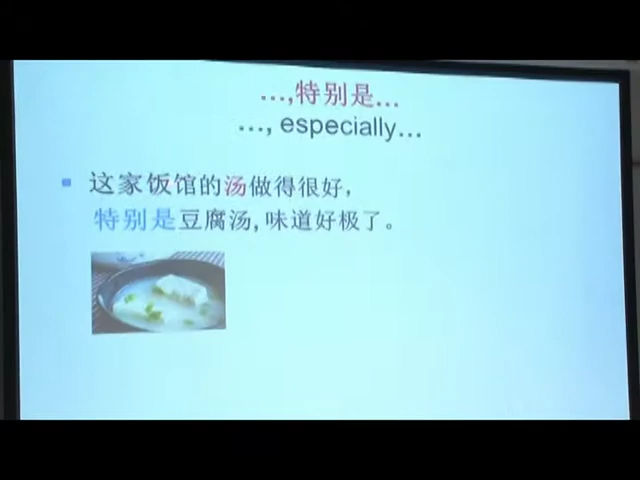 ...,特别是...
..., especially...
这家饭馆的汤做得很好，
特别是豆腐汤,味道好极了。